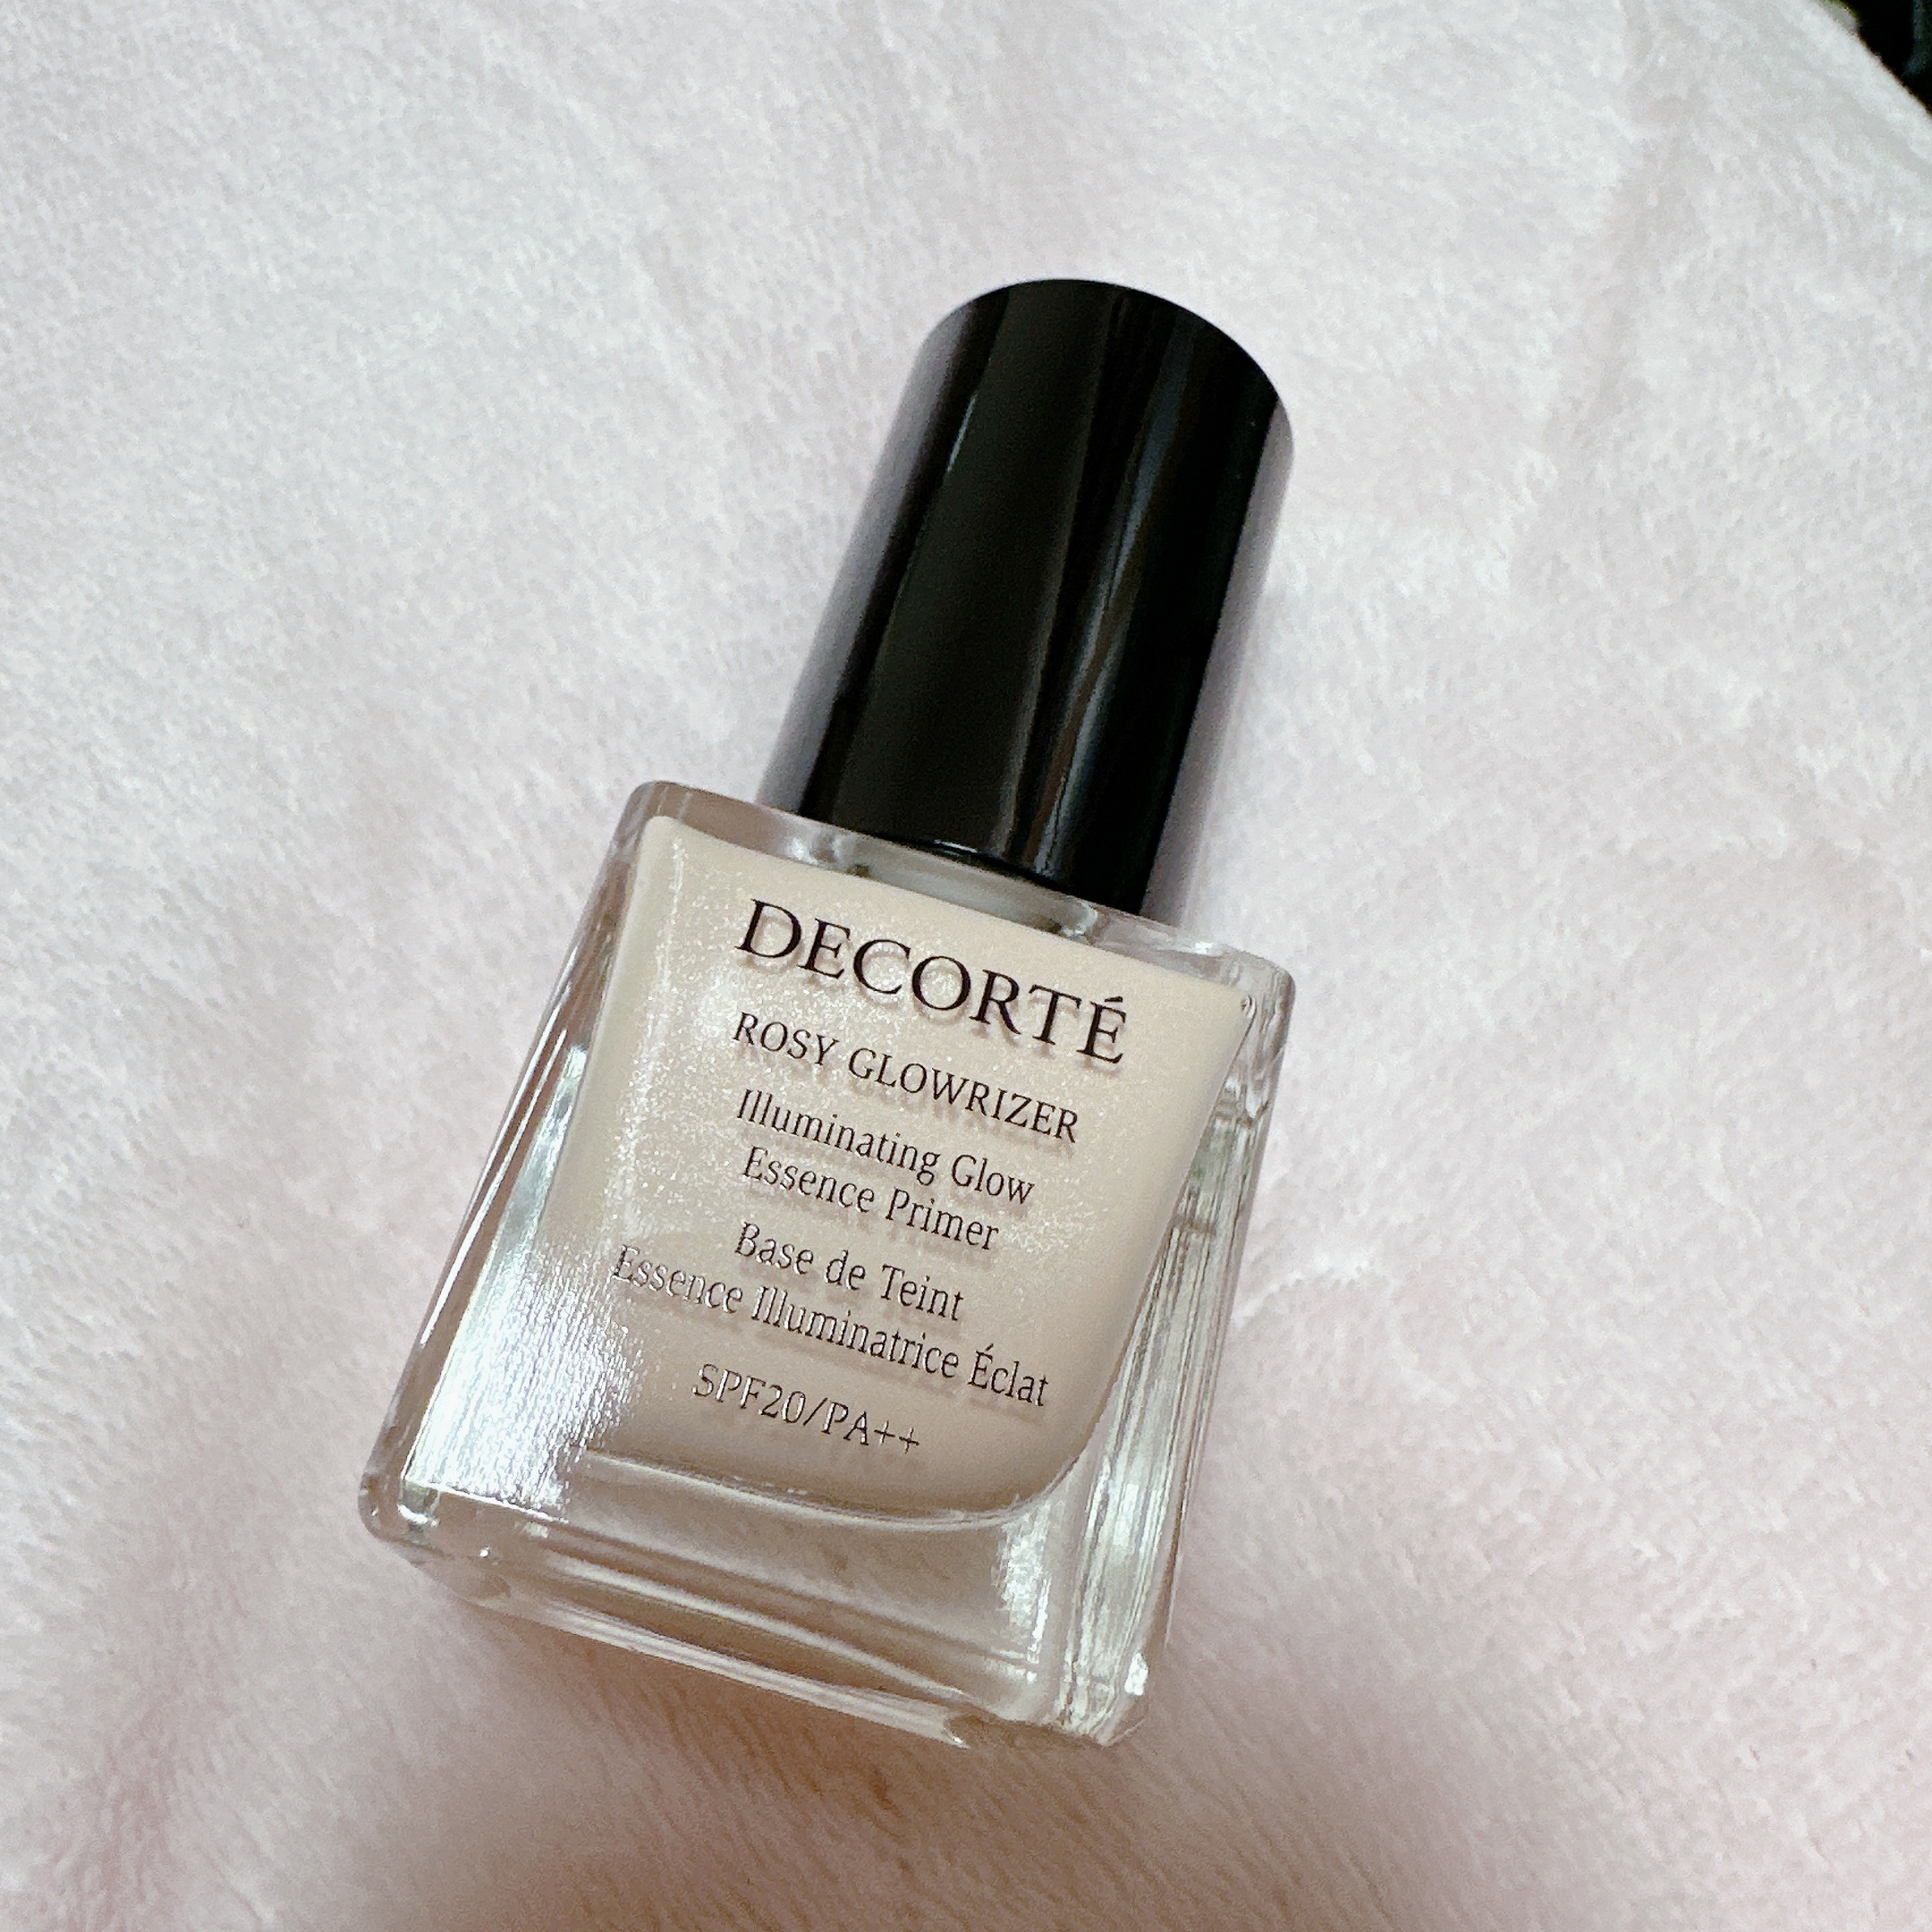 DECORTÉ
ROSY GLOWRIZER
Illuminating Glow
Essence Primer
Base de Teint
Essence Illuminatrice Éclat
SPF20/PA++